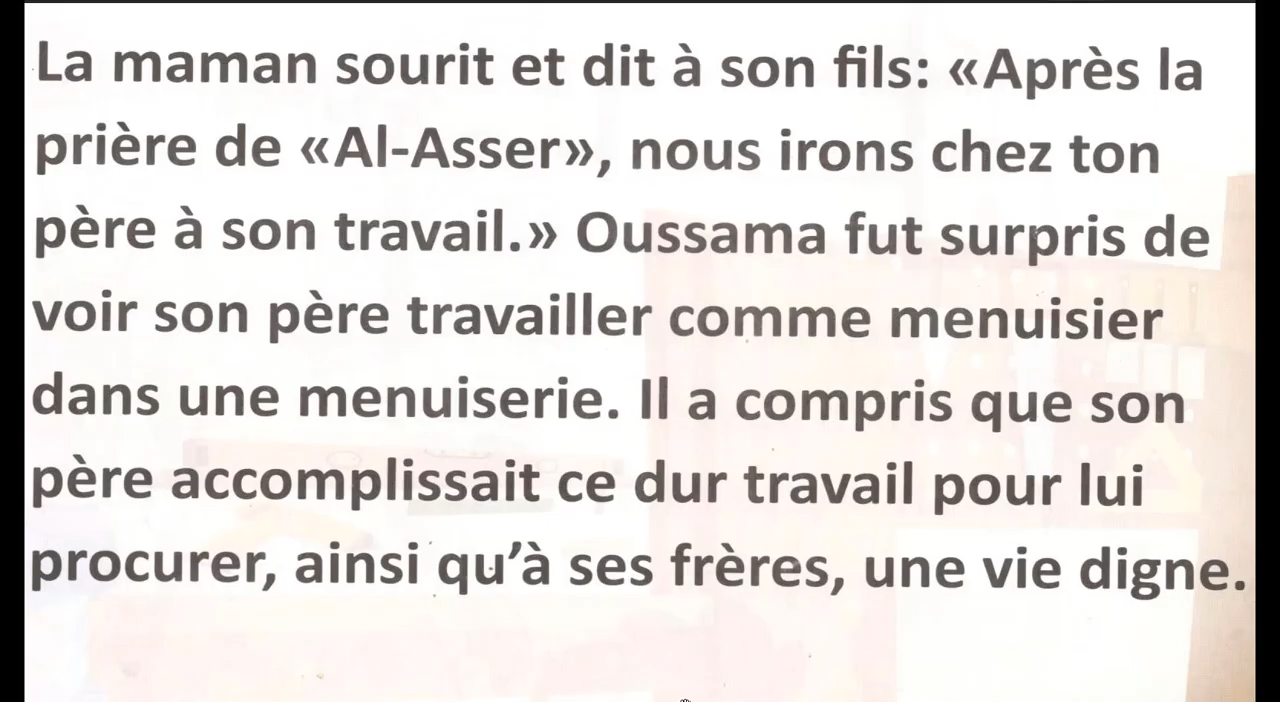 La maman sourit et dit à son fils: «Après la
prière de «Al-Asser», nous irons chez ton
père à son travail.» Oussama fut surpris de
voir son père travailler comme menuisier
dans une menuiserie. Il a compris que son
père accomplissait ce dur travail pour lui
procurer, ainsi qu’à ses frères, une vie digne.